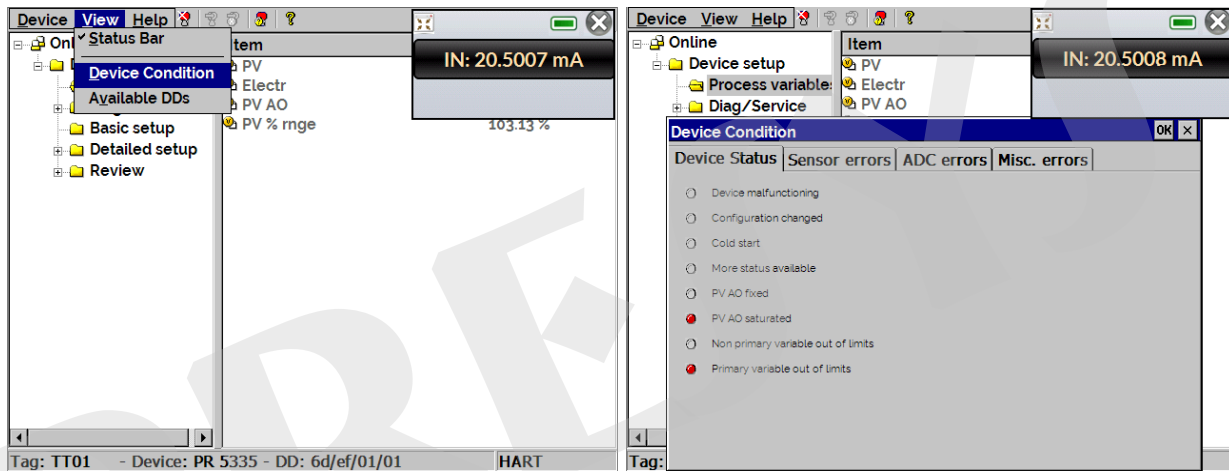 Device View Help
Status Bar
Device Condition
Available DDs
Item
PV
Electr
PV AO
PV % rnge
103.13 %
Basic setup
Detailed setup
Review
IN: 20.5007 mA
Tag: TT01 - Device: PR 5335 - DD: 6d/ef/01/01 HART
Device View Help
Online
Device setup
Process variable
Diag/Service
Item
PV
Electr
PV AO
IN: 20.5008 mA
Device Condition
OK
Device Status Sensor errors ADC errors Misc. errors
Device malfunctioning
Configuration changed
Cold start
More status available
PV AO fixed
PV AO saturated
Non primary variable out of limits
Primary variable out of limits
Tag: